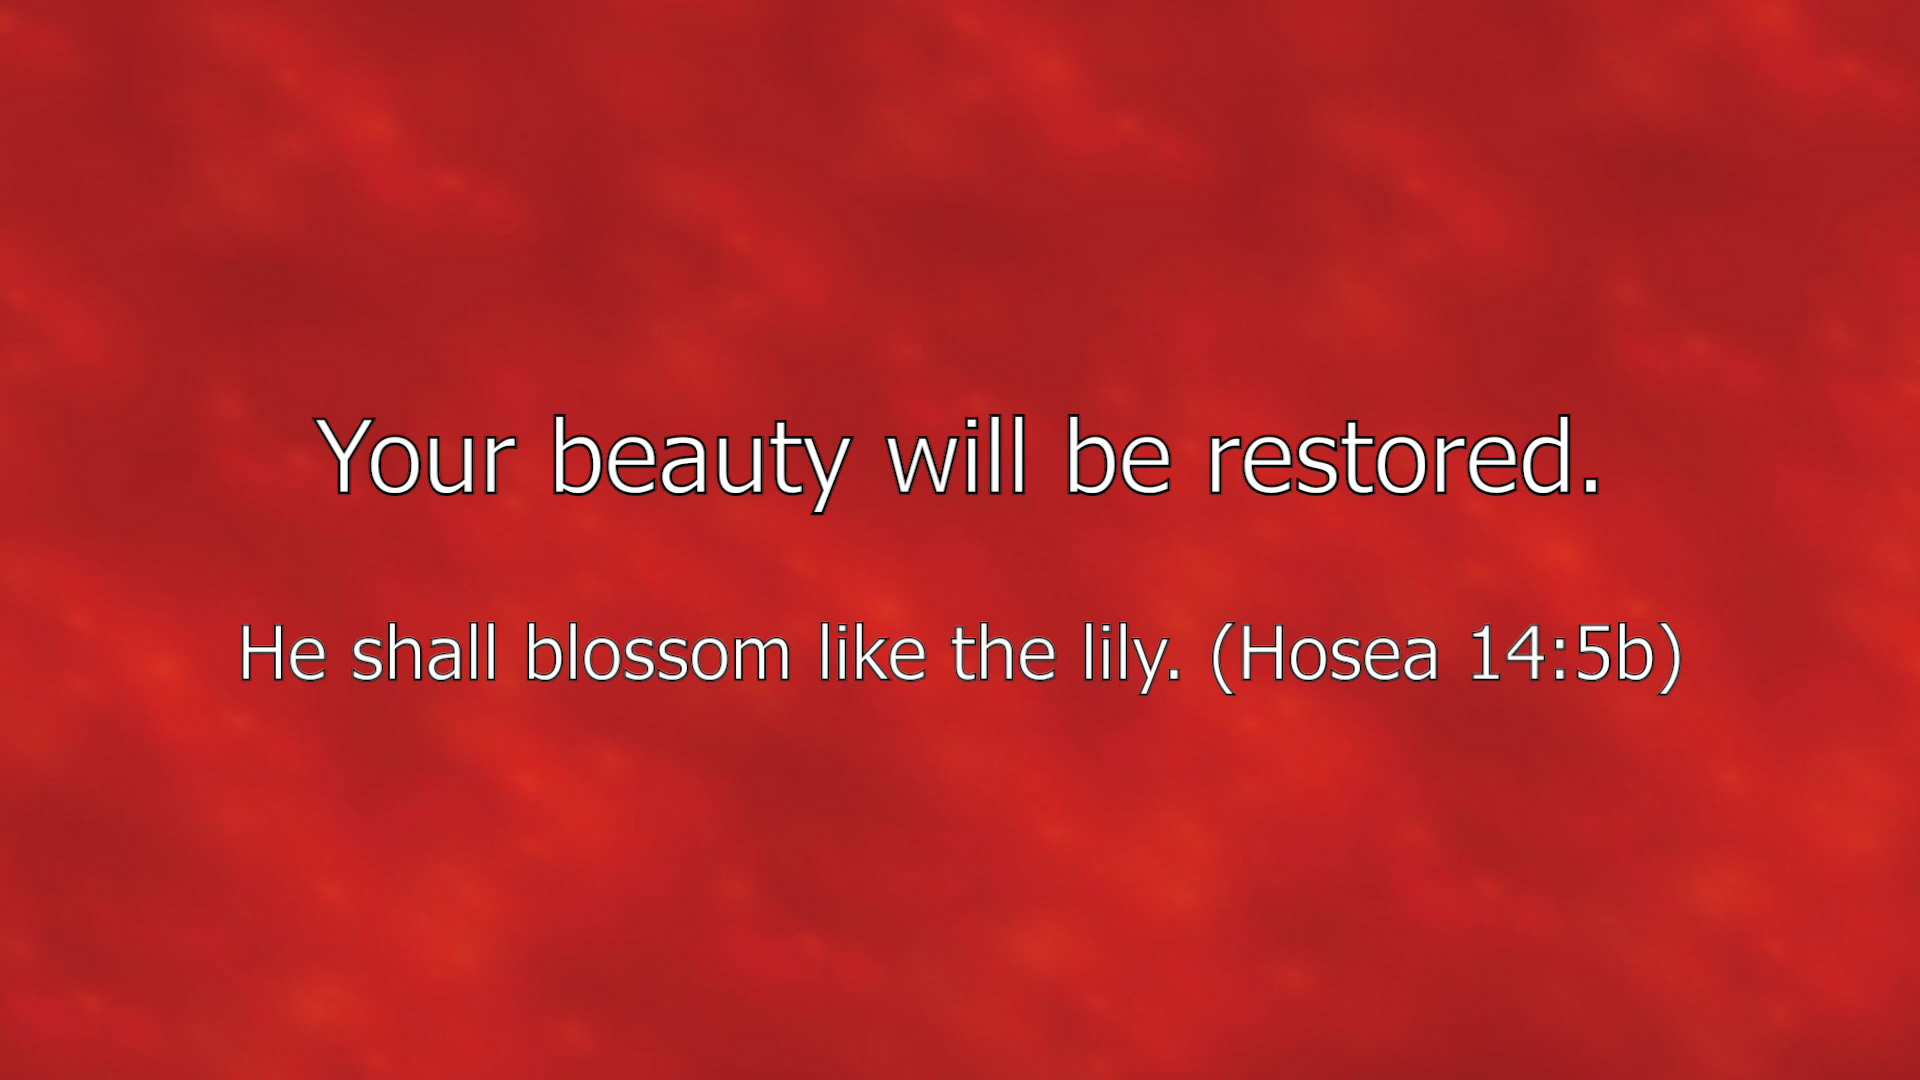 Your beauty will be restored.
He shall blossom like the lily. (Hosea 14:5b)